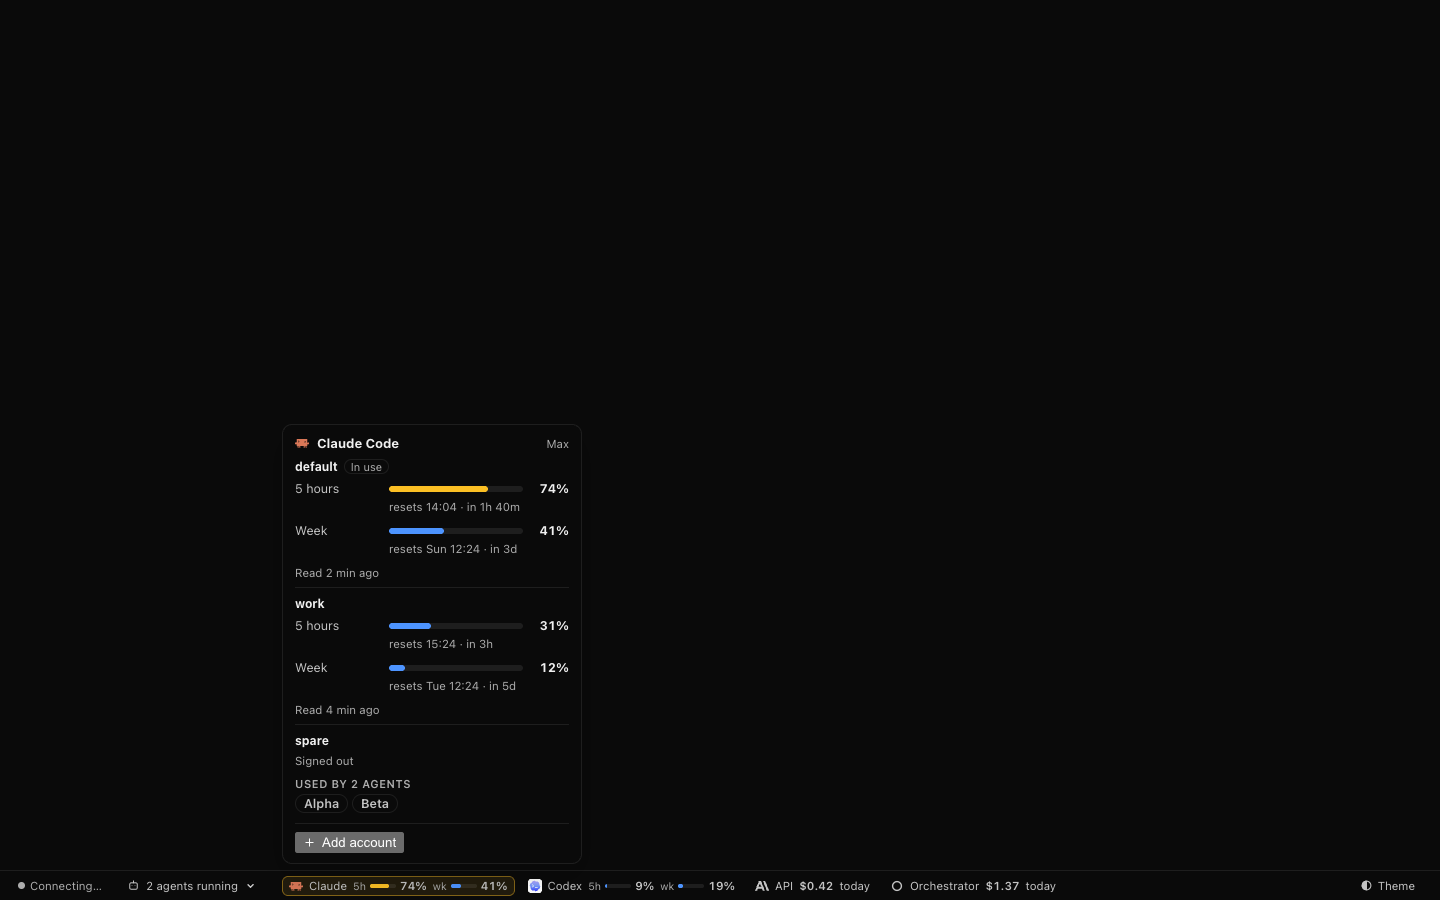 Claude Code Max
default In use
5 hours 74%
resets 14:04 · in 1h 40m
Week 41%
resets Sun 12:24 · in 3d
Read 2 min ago
work
5 hours 31%
resets 15:24 · in 3h
Week 12%
resets Tue 12:24 · in 5d
Read 4 min ago
spare
Signed out
USED BY 2 AGENTS
Alpha Beta
+ Add account
Connecting... 2 agents running Claude 5h 74% wk 41% Codex 5h 9% wk 19% API $0.42 today Orchestrator $1.37 today Theme